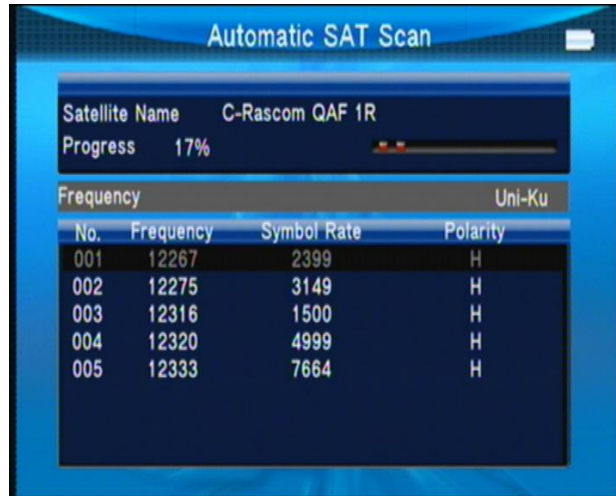 Automatic SAT Scan
Satellite Name C-Rascom QAF 1R
Progress 17%
Frequency Uni-Ku
No. Frequency Symbol Rate Polarity
001 12267 2399 H
002 12275 3149 H
003 12316 1500 H
004 12320 4999 H
005 12333 7664 H